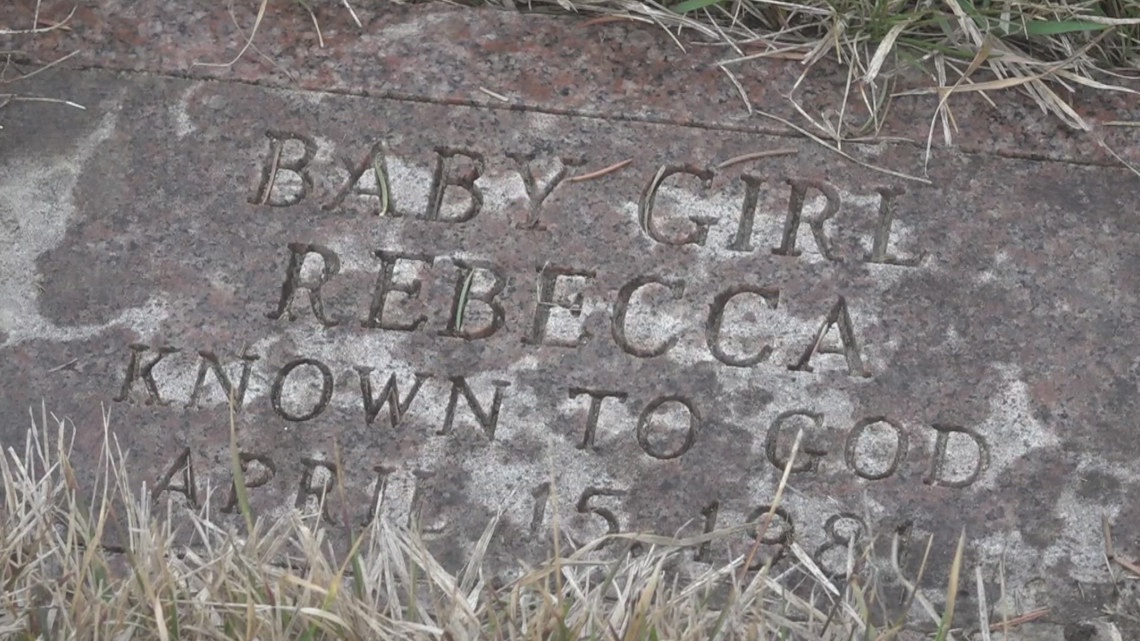 BABY GIRL
REBECCA
KNOWN TO GOD
APRIL 15